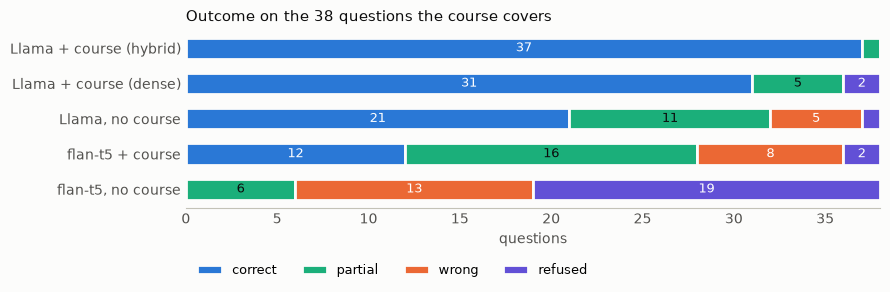 Outcome on the 38 questions the course covers
Llama + course (hybrid) 37
Llama + course (dense) 31 5 2
Llama, no course 21 11 5
flan-t5 + course 12 16 8 2
flan-t5, no course 6 13 19
0 5 10 15 20 25 30 35
questions
correct partial wrong refused